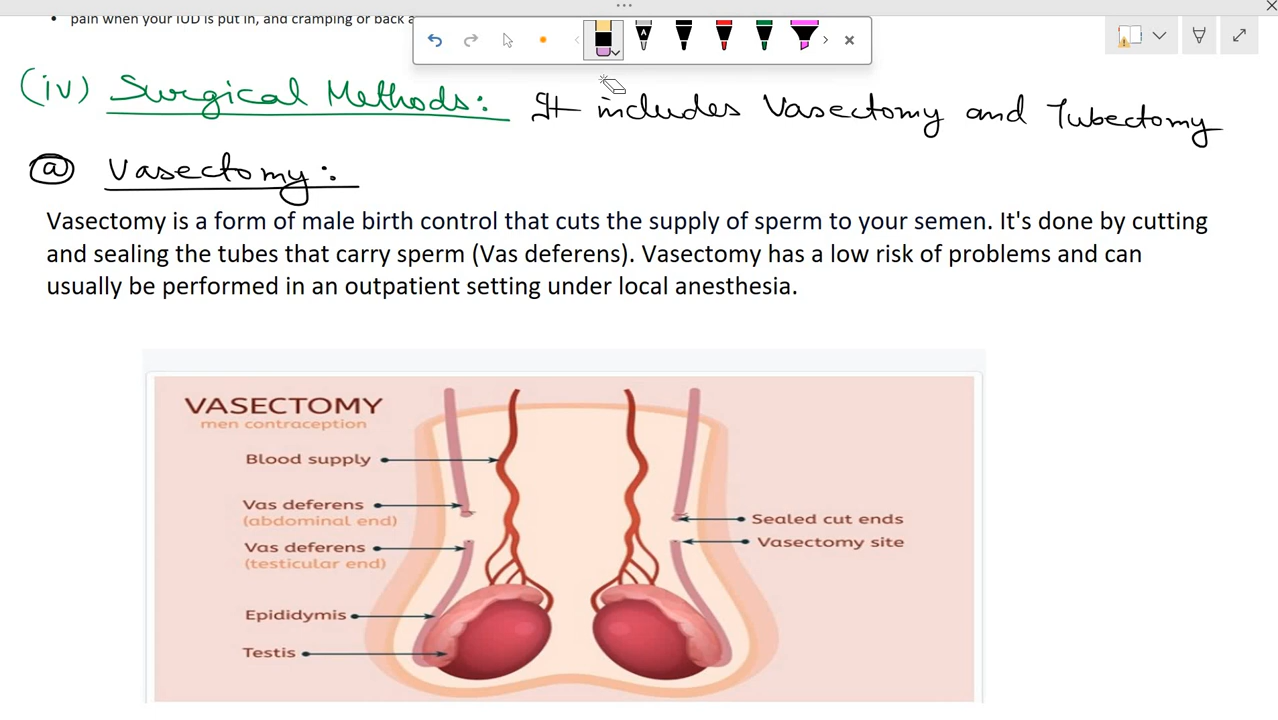 • pain when your IUD is put in, and cramping or back a
(iv) Surgical Methods: It includes Vasectomy and Tubectomy
ⓐ Vasectomy:
Vasectomy is a form of male birth control that cuts the supply of sperm to your semen. It's done by cutting
and sealing the tubes that carry sperm (Vas deferens). Vasectomy has a low risk of problems and can
usually be performed in an outpatient setting under local anesthesia.
VASECTOMY
men contraception
Blood supply
Vas deferens
(abdominal end)
Vas deferens
(testicular end)
Epididymis
Testis
Sealed cut ends
Vasectomy site